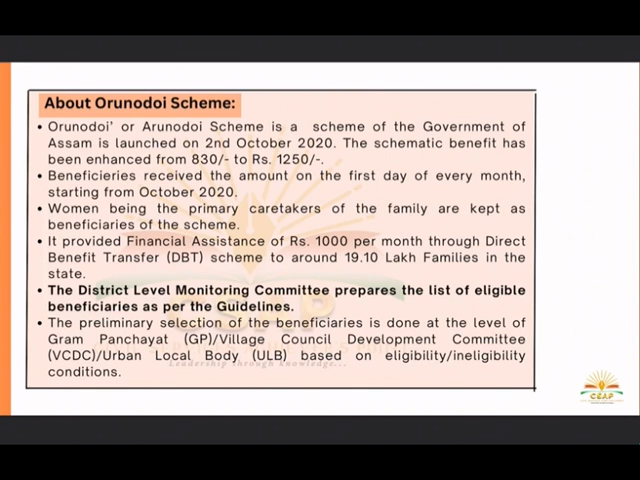 About Orunodoi Scheme:
• Orunodoi' or Arunodoi Scheme is a scheme of the Government of
Assam is launched on 2nd October 2020. The schematic benefit has
been enhanced from 830/- to Rs. 1250/-.
• Beneficieries received the amount on the first day of every month,
starting from October 2020.
• Women being the primary caretakers of the family are kept as
beneficiaries of the scheme.
• It provided Financial Assistance of Rs. 1000 per month through Direct
Benefit Transfer (DBT) scheme to around 19.10 Lakh Families in the
state.
• The District Level Monitoring Committee prepares the list of eligible
beneficiaries as per the Guidelines.
• The preliminary selection of the beneficiaries is done at the level of
Gram Panchayat (GP)/Village Council Development Committee
(VCDC)/Urban Local Body (ULB) based on eligibility/ineligibility
conditions.
Leadership through knowledge...
CSAP